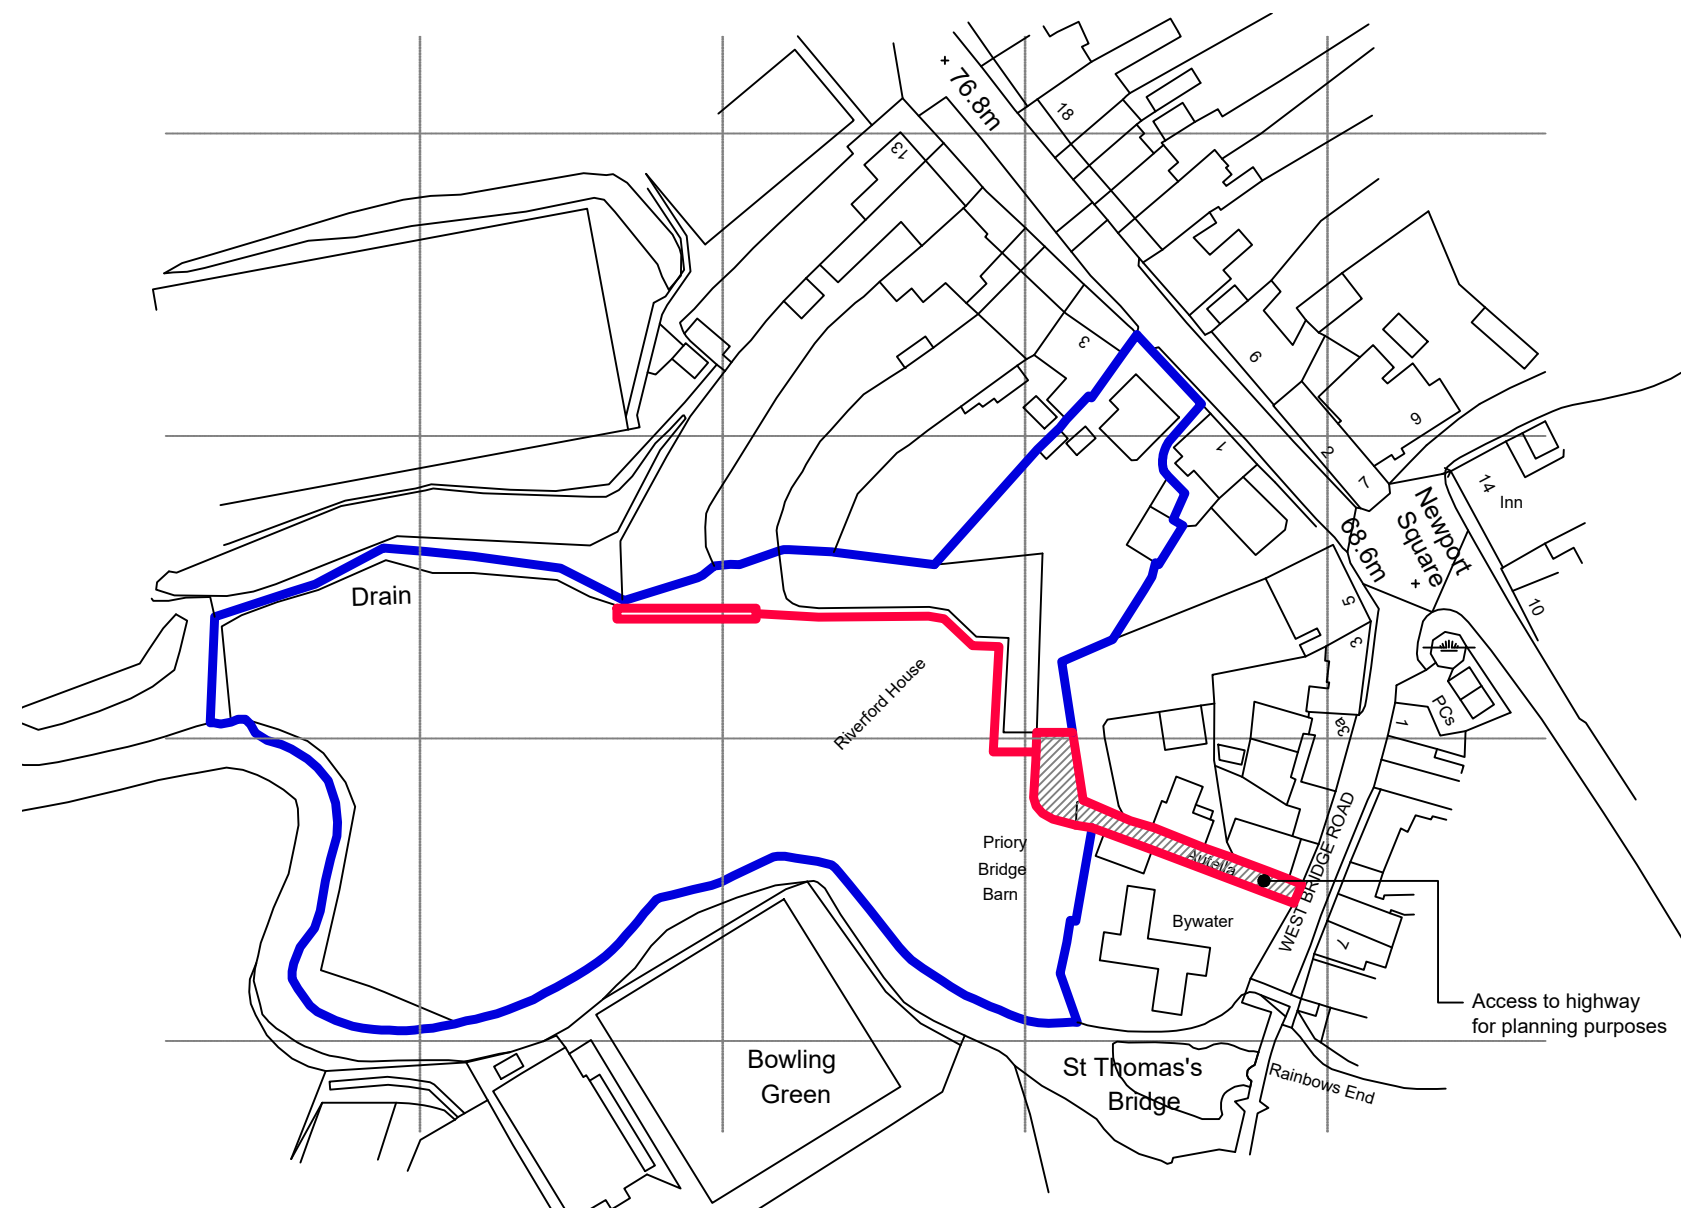 76.8m
18
13
3
9
6
1
2
7
14
Inn
Newport
Square
68.6m
10
Drain
5
3
PCs
Riverford House
3a
1
WEST BRIDGE ROAD
Priory
Bridge
Barn
Autella
Bywater
7
Access to highway
for planning purposes
Bowling
Green
St Thomas's
Bridge
Rainbows End